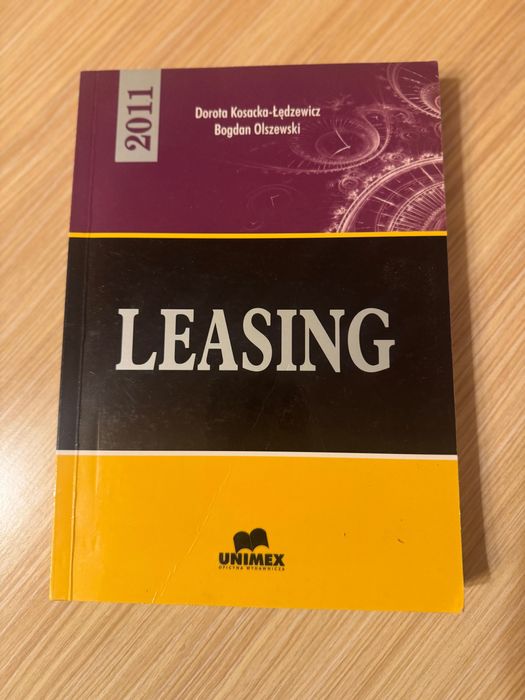 2011
Dorota Kosacka-Łędzewicz
Bogdan Olszewski
LEASING
UNIMEX
OFICYNA WYDAWNICZA